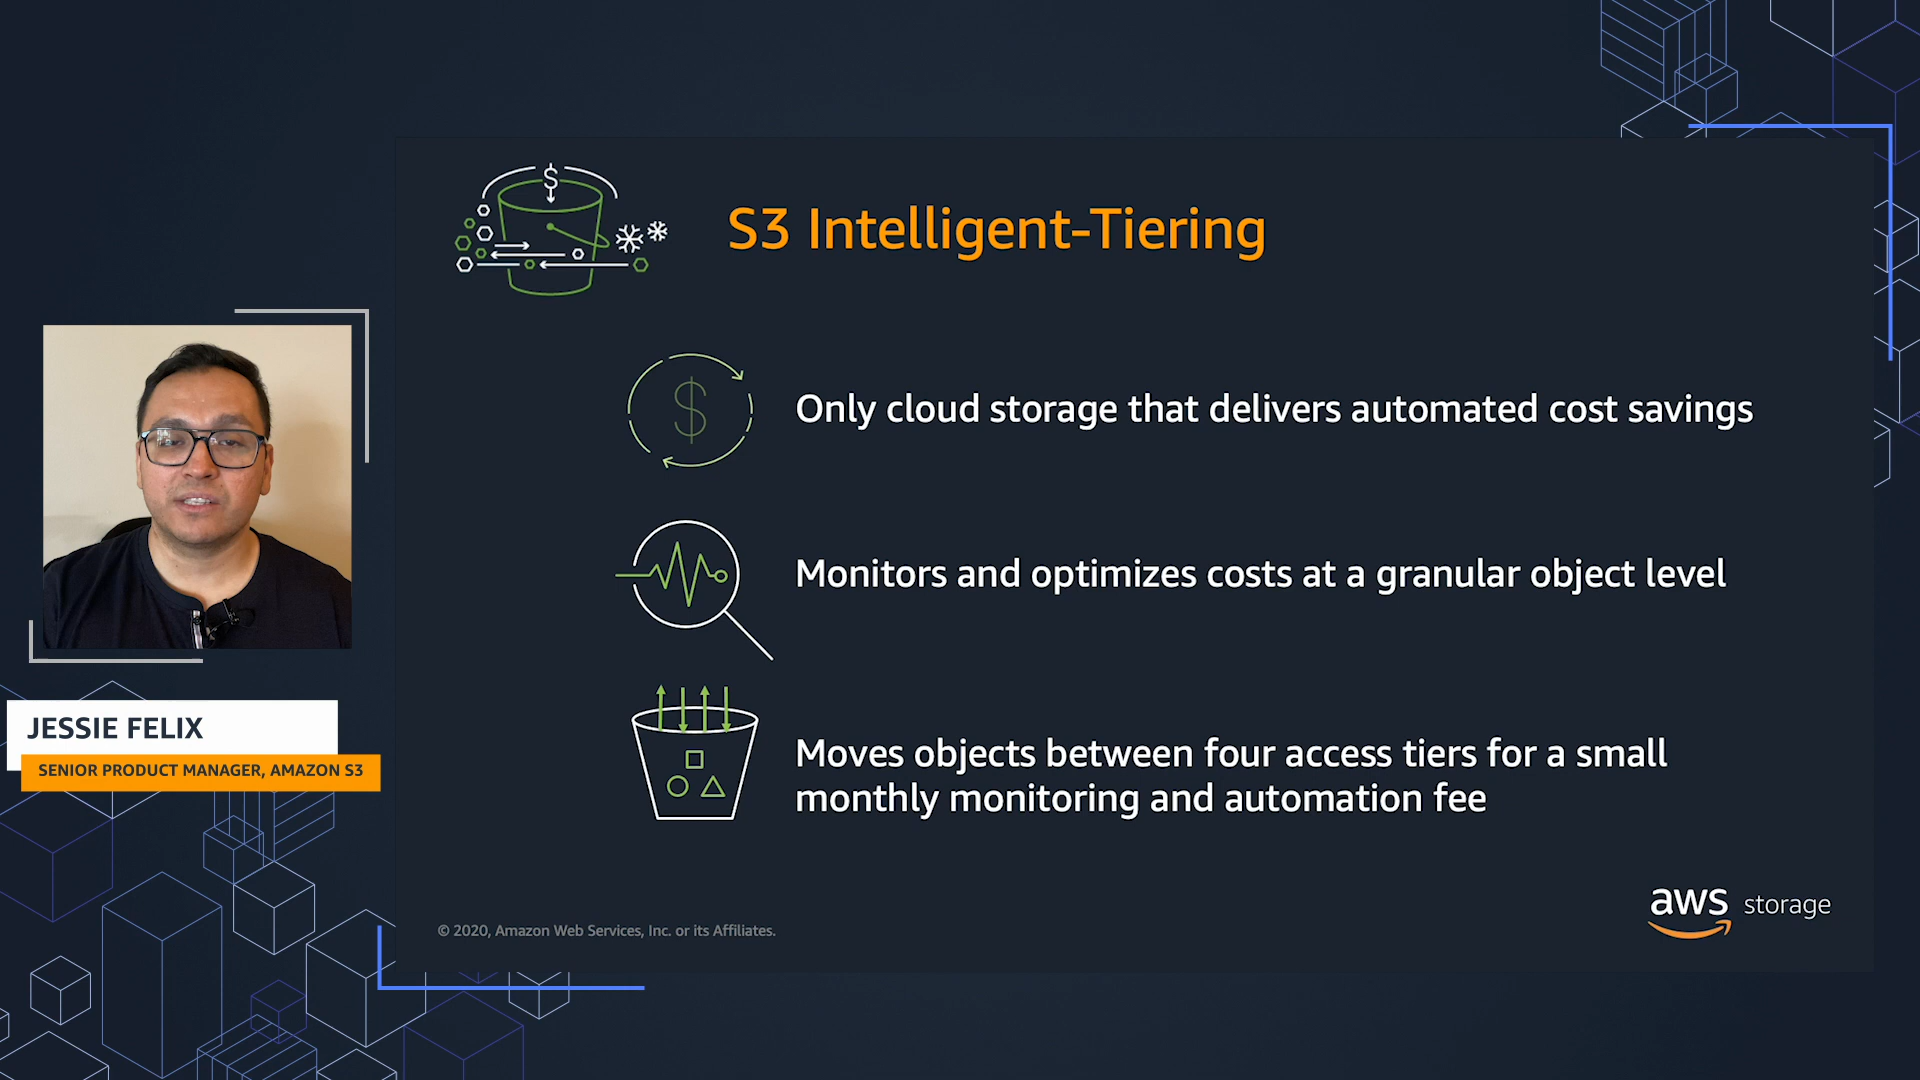 S3 Intelligent-Tiering
Only cloud storage that delivers automated cost savings
Monitors and optimizes costs at a granular object level
Moves objects between four access tiers for a small
monthly monitoring and automation fee
JESSIE FELIX
SENIOR PRODUCT MANAGER, AMAZON S3
© 2020, Amazon Web Services, Inc. or its Affiliates.
aws storage